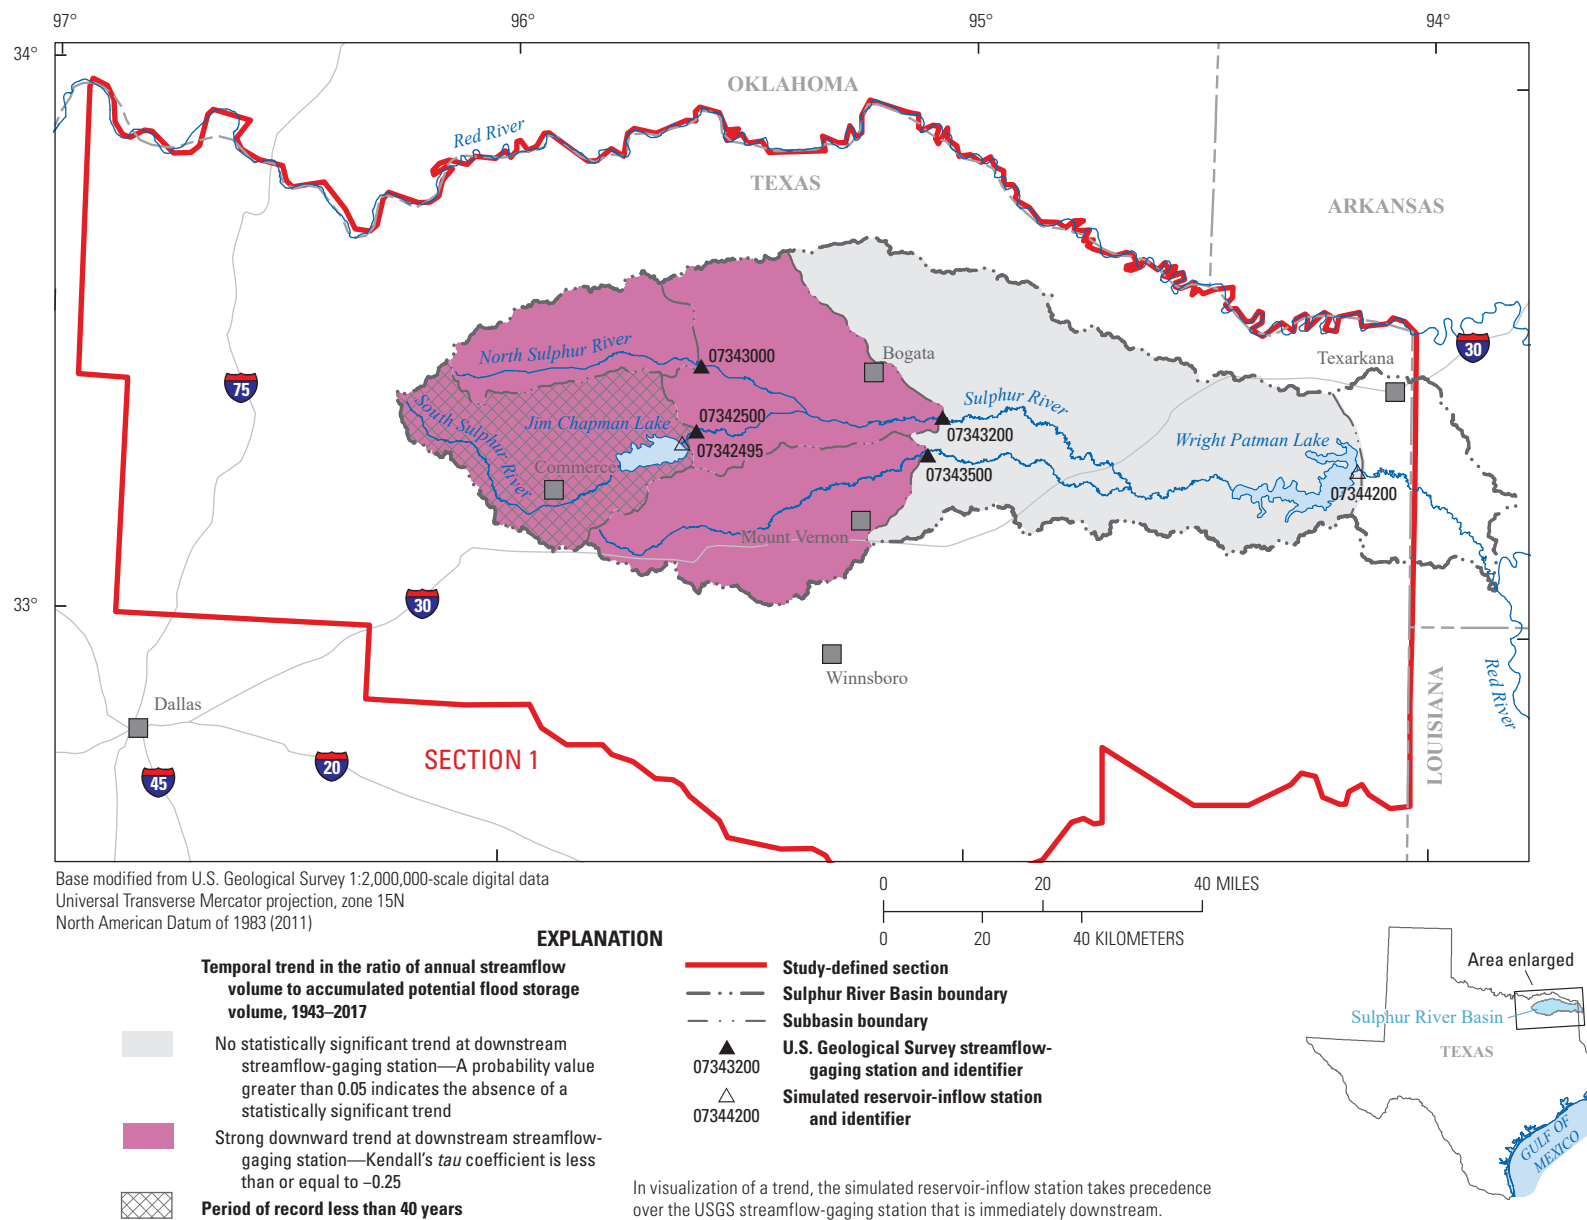 97°
96°
95°
94°
34°
33°
OKLAHOMA
TEXAS
ARKANSAS
LOUISIANA
Red River
Red River
North Sulphur River
South Sulphur River
Sulphur River
Jim Chapman Lake
Wright Patman Lake
Bogata
Texarkana
Commerce
Mount Vernon
Winnsboro
Dallas
07343000
07342500
07342495
07343200
07343500
07344200
75
30
30
20
45
SECTION 1
Base modified from U.S. Geological Survey 1:2,000,000-scale digital data
Universal Transverse Mercator projection, zone 15N
North American Datum of 1983 (2011)
0 20 40 MILES
0 20 40 KILOMETERS
EXPLANATION
Temporal trend in the ratio of annual streamflow
volume to accumulated potential flood storage
volume, 1943–2017
No statistically significant trend at downstream
streamflow-gaging station—A probability value
greater than 0.05 indicates the absence of a
statistically significant trend
Strong downward trend at downstream streamflow-
gaging station—Kendall's tau coefficient is less
than or equal to −0.25
Period of record less than 40 years
Study-defined section
Sulphur River Basin boundary
Subbasin boundary
07343200
U.S. Geological Survey streamflow-
gaging station and identifier
07344200
Simulated reservoir-inflow station
and identifier
In visualization of a trend, the simulated reservoir-inflow station takes precedence
over the USGS streamflow-gaging station that is immediately downstream.
Area enlarged
Sulphur River Basin
TEXAS
GULF OF
MEXICO